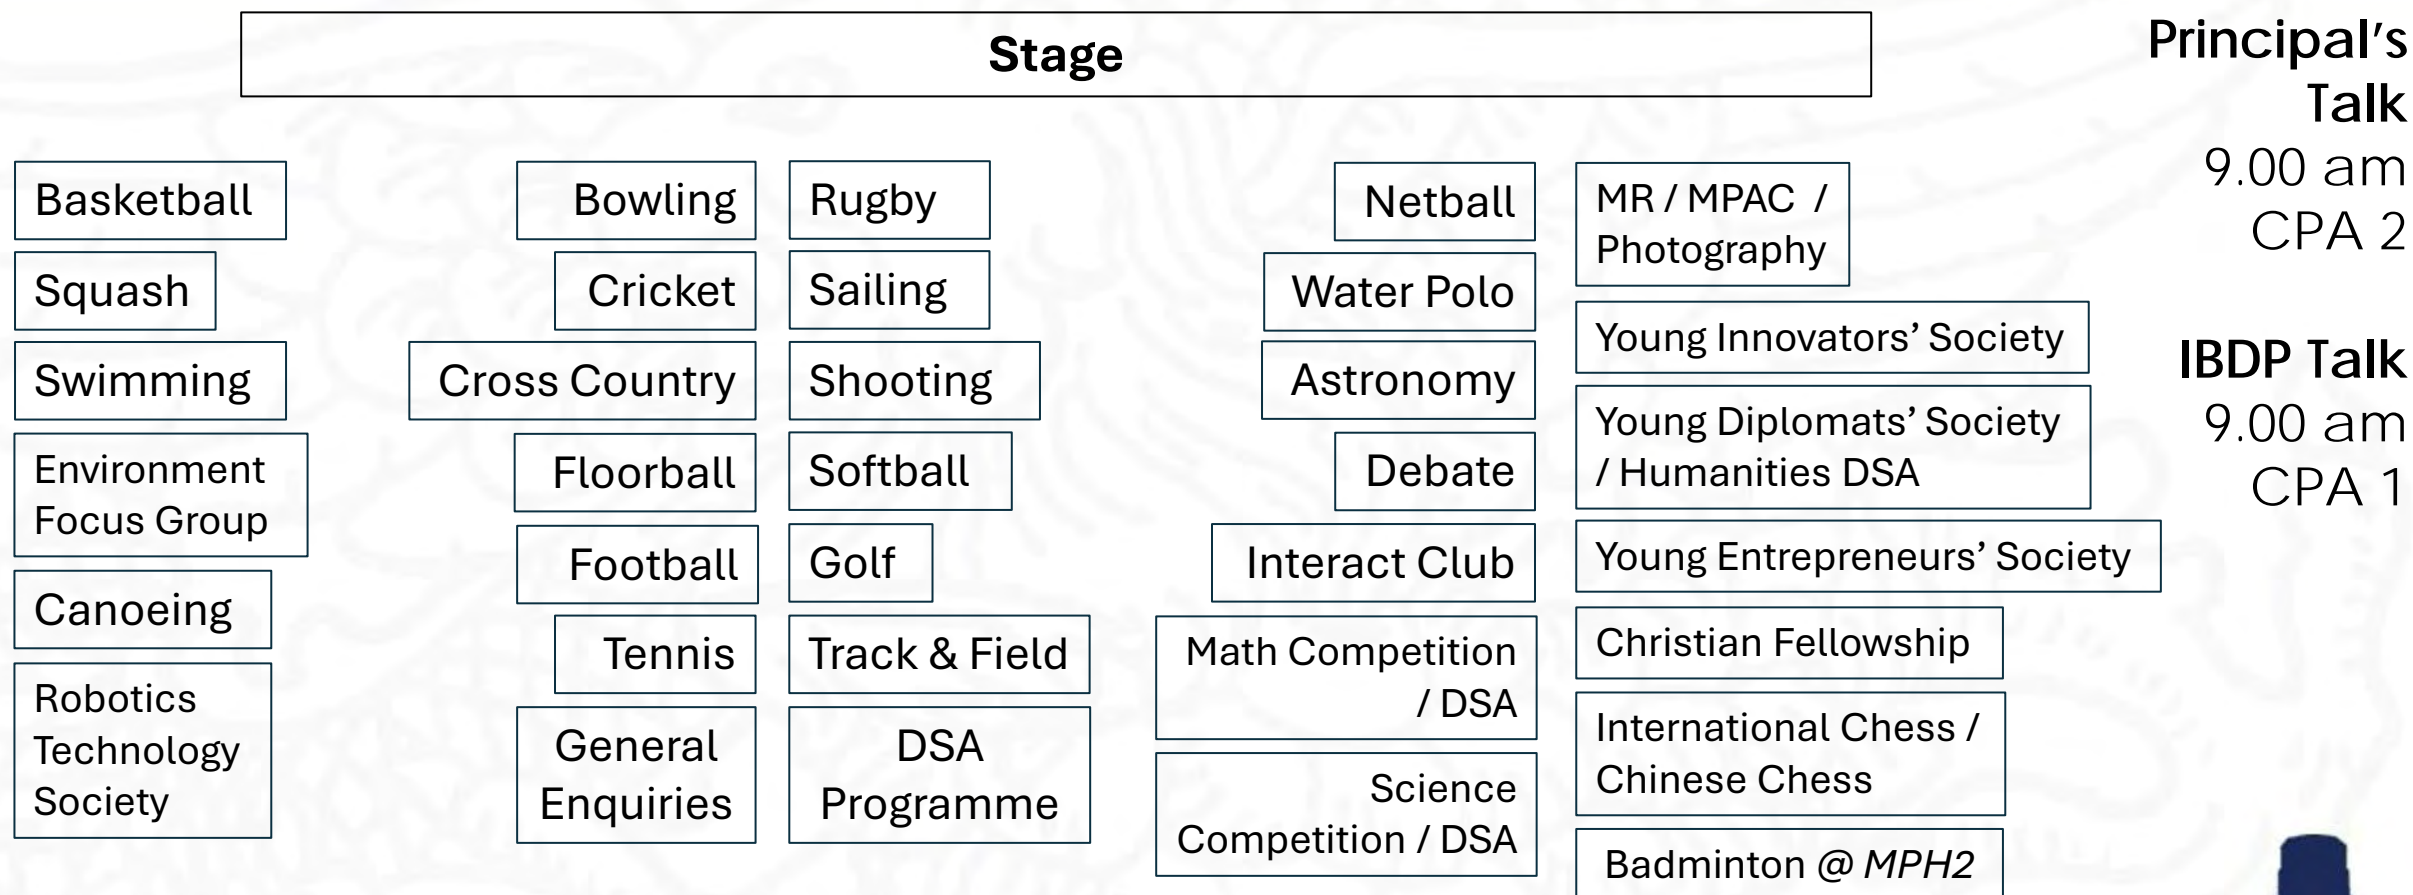 Stage
Principal's
Talk
9.00 am
CPA 2
IBDP Talk
9.00 am
CPA 1
Basketball
Squash
Swimming
Environment
Focus Group
Canoeing
Robotics
Technology
Society
Bowling
Cricket
Cross Country
Floorball
Football
Tennis
General
Enquiries
Rugby
Sailing
Shooting
Softball
Golf
Track & Field
DSA
Programme
Netball
Water Polo
Astronomy
Debate
Interact Club
Math Competition
/ DSA
Science
Competition / DSA
MR / MPAC /
Photography
Young Innovators’ Society
Young Diplomats’ Society
/ Humanities DSA
Young Entrepreneurs’ Society
Christian Fellowship
International Chess /
Chinese Chess
Badminton @ MPH2